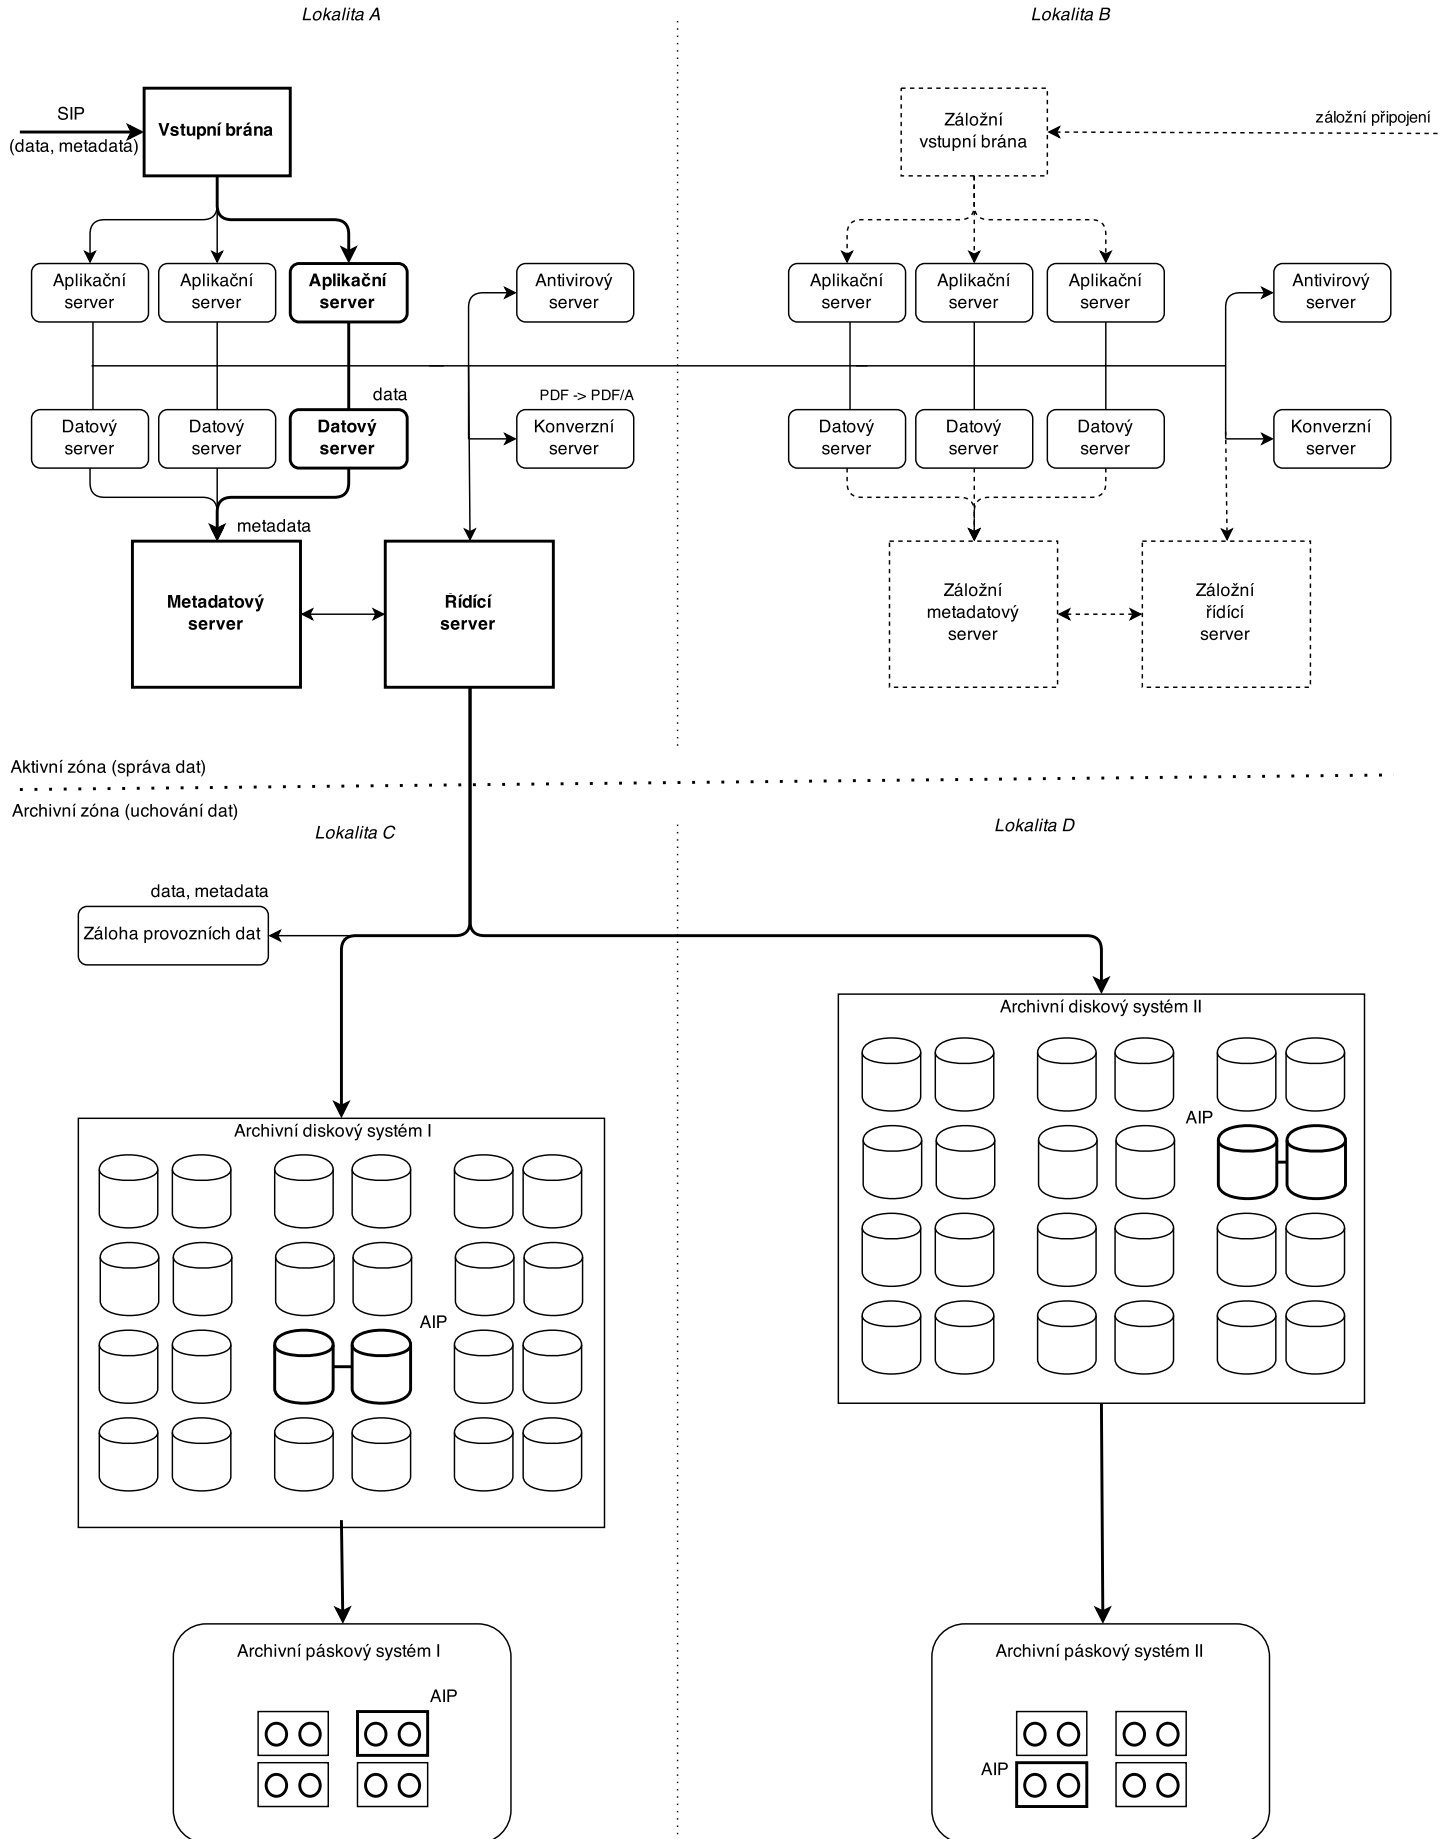 Lokalita A
Lokalita B
SIP
(data, metadata)
Vstupní brána
Záložní
vstupní brána
záložní připojení
Aplikační
server
Aplikační
server
Aplikační
server
Antivirový
server
Aplikační
server
Aplikační
server
Aplikační
server
Antivirový
server
data
PDF -> PDF/A
Datový
server
Datový
server
Datový
server
Konverzní
server
Datový
server
Datový
server
Datový
server
Konverzní
server
metadata
Metadatový
server
Řídící
server
Záložní
metadatový
server
Záložní
řídící
server
Aktivní zóna (správa dat)
Archivní zóna (uchování dat)
Lokalita C
Lokalita D
data, metadata
Záloha provozních dat
Archivní diskový systém II
AIP
Archivní diskový systém I
AIP
Archivní páskový systém I
AIP
Archivní páskový systém II
AIP